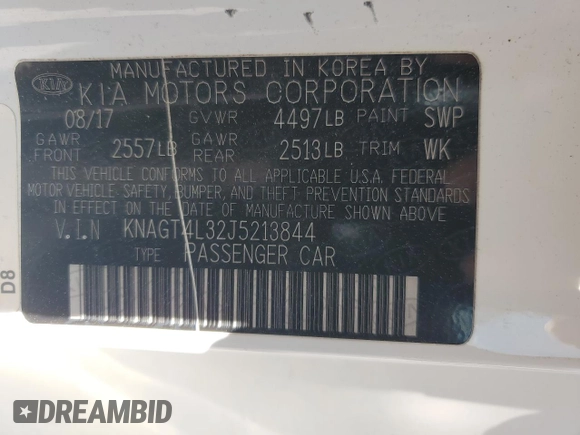 MANUFACTURED IN KOREA BY
KIA KIA MOTORS CORPORATION
08/17 GVWR 4497LB PAINT SWP
GAWR FRONT 2557LB GAWR REAR 2513LB TRIM WK
THIS VEHICLE CONFORMS TO ALL APPLICABLE U.S.A. FEDERAL
MOTOR VEHICLE SAFETY, BUMPER, AND THEFT PREVENTION STANDARDS
IN EFFECT ON THE DATE OF MANUFACTURE SHOWN ABOVE
V.I.N KNAGT4L32J5213844
TYPE PASSENGER CAR
D8
DREAMBID